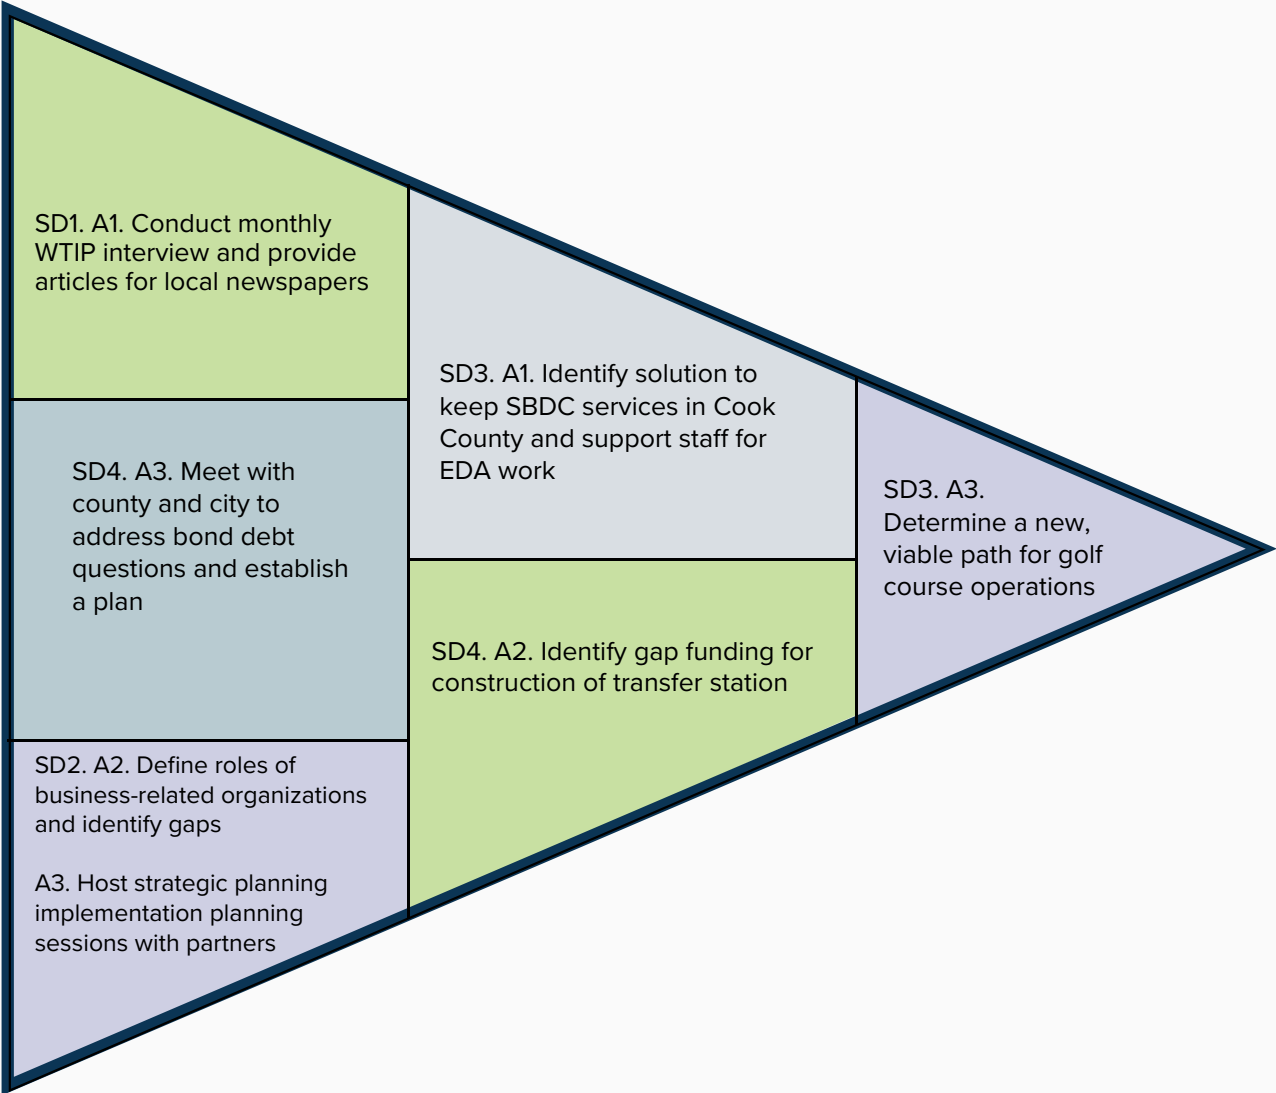 SD1. A1. Conduct monthly
WTIP interview and provide
articles for local newspapers
SD4. A3. Meet with
county and city to
address bond debt
questions and establish
a plan
SD2. A2. Define roles of
business-related organizations
and identify gaps
A3. Host strategic planning
implementation planning
sessions with partners
SD3. A1. Identify solution to
keep SBDC services in Cook
County and support staff for
EDA work
SD4. A2. Identify gap funding for
construction of transfer station
SD3. A3.
Determine a new,
viable path for golf
course operations